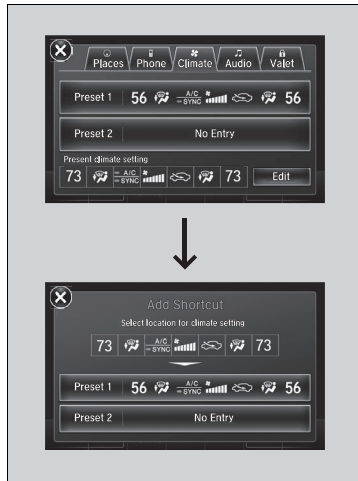 Places Phone Climate Audio Valet
Preset 1 56 A/C SYNC 56
Preset 2 No Entry
Present climate setting
73 A/C SYNC 73 Edit
Add Shortcut
Select location for climate setting
73 A/C SYNC 73
Preset 1 56 A/C SYNC 56
Preset 2 No Entry